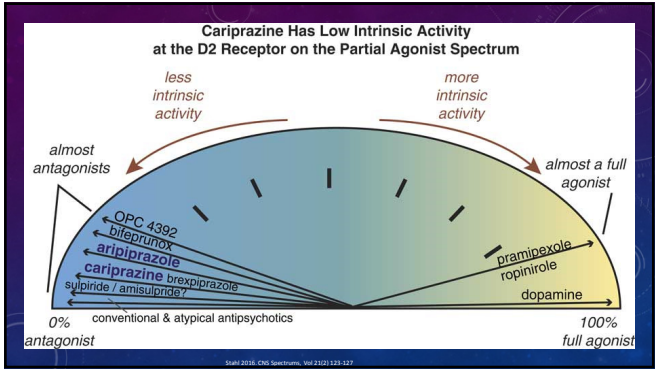 Cariprazine Has Low Intrinsic Activity
at the D2 Receptor on the Partial Agonist Spectrum
less
intrinsic
activity
more
intrinsic
activity
almost
antagonists
almost a full
agonist
OPC 4392
bifeprunox
aripiprazole
cariprazine brexpiprazole
sulpiride / amisulpride?
conventional & atypical antipsychotics
pramipexole
ropinirole
dopamine
0%
antagonist
100%
full agonist
Stahl 2016. CNS Spectrums, Vol 21(2) 123-127